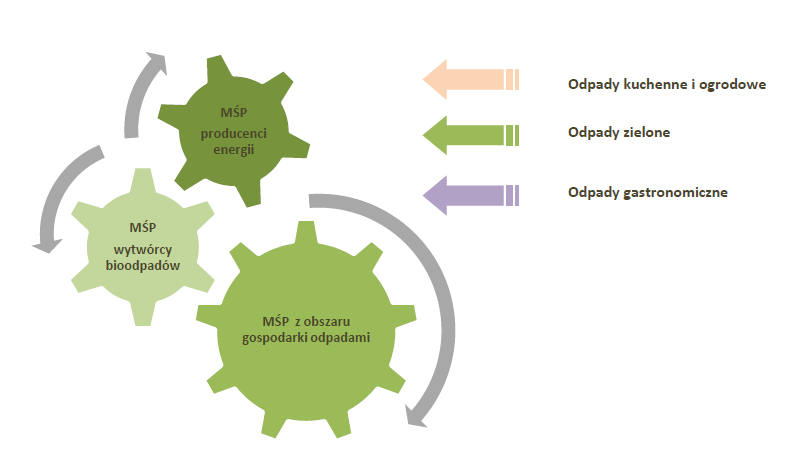 MŚP
producenci
energii
MŚP
wytwórcy
bioodpadów
MŚP z obszaru
gospodarki odpadami
Odpady kuchenne i ogrodowe
Odpady zielone
Odpady gastronomiczne